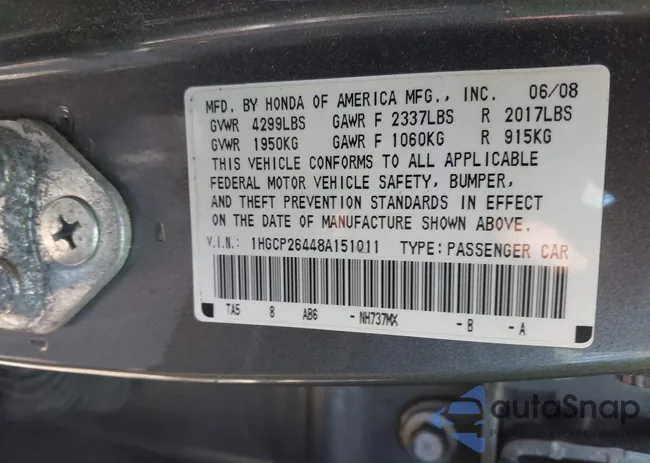 MFD. BY HONDA OF AMERICA MFG., INC. 06/08
GVWR 4299LBS GAWR F 2337LBS R 2017LBS
GVWR 1950KG GAWR F 1060KG R 915KG
THIS VEHICLE CONFORMS TO ALL APPLICABLE
FEDERAL MOTOR VEHICLE SAFETY, BUMPER,
AND THEFT PREVENTION STANDARDS IN EFFECT
ON THE DATE OF MANUFACTURE SHOWN ABOVE.
V.I.N.: 1HGCP26448A151011 TYPE: PASSENGER CAR
TA5 8 AB6 - NH737MX - B - A
autoSnap